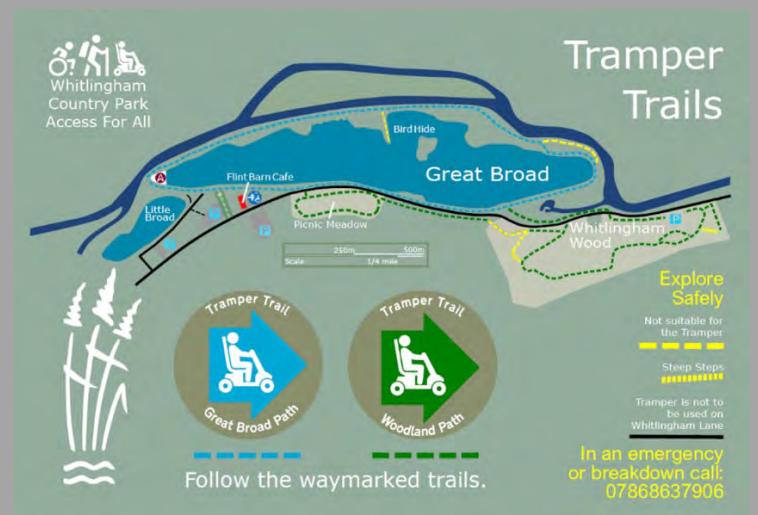 Whitlingham
Country Park
Access For All
Tramper
Trails
Bird Hide
Great Broad
A
Flint Barn Cafe
Little
Broad
P
Picnic Meadow
Whitlingham
Wood
P
250m 500m
Scale 1/4 mile
Explore
Safely
Not suitable for
the Tramper
Steep Steps
Tramper is not to
be used on
Whitlingham Lane
In an emergency
or breakdown call:
07868637906
Tramper Trail
Great Broad Path
Tramper Trail
Woodland Path
Follow the waymarked trails.